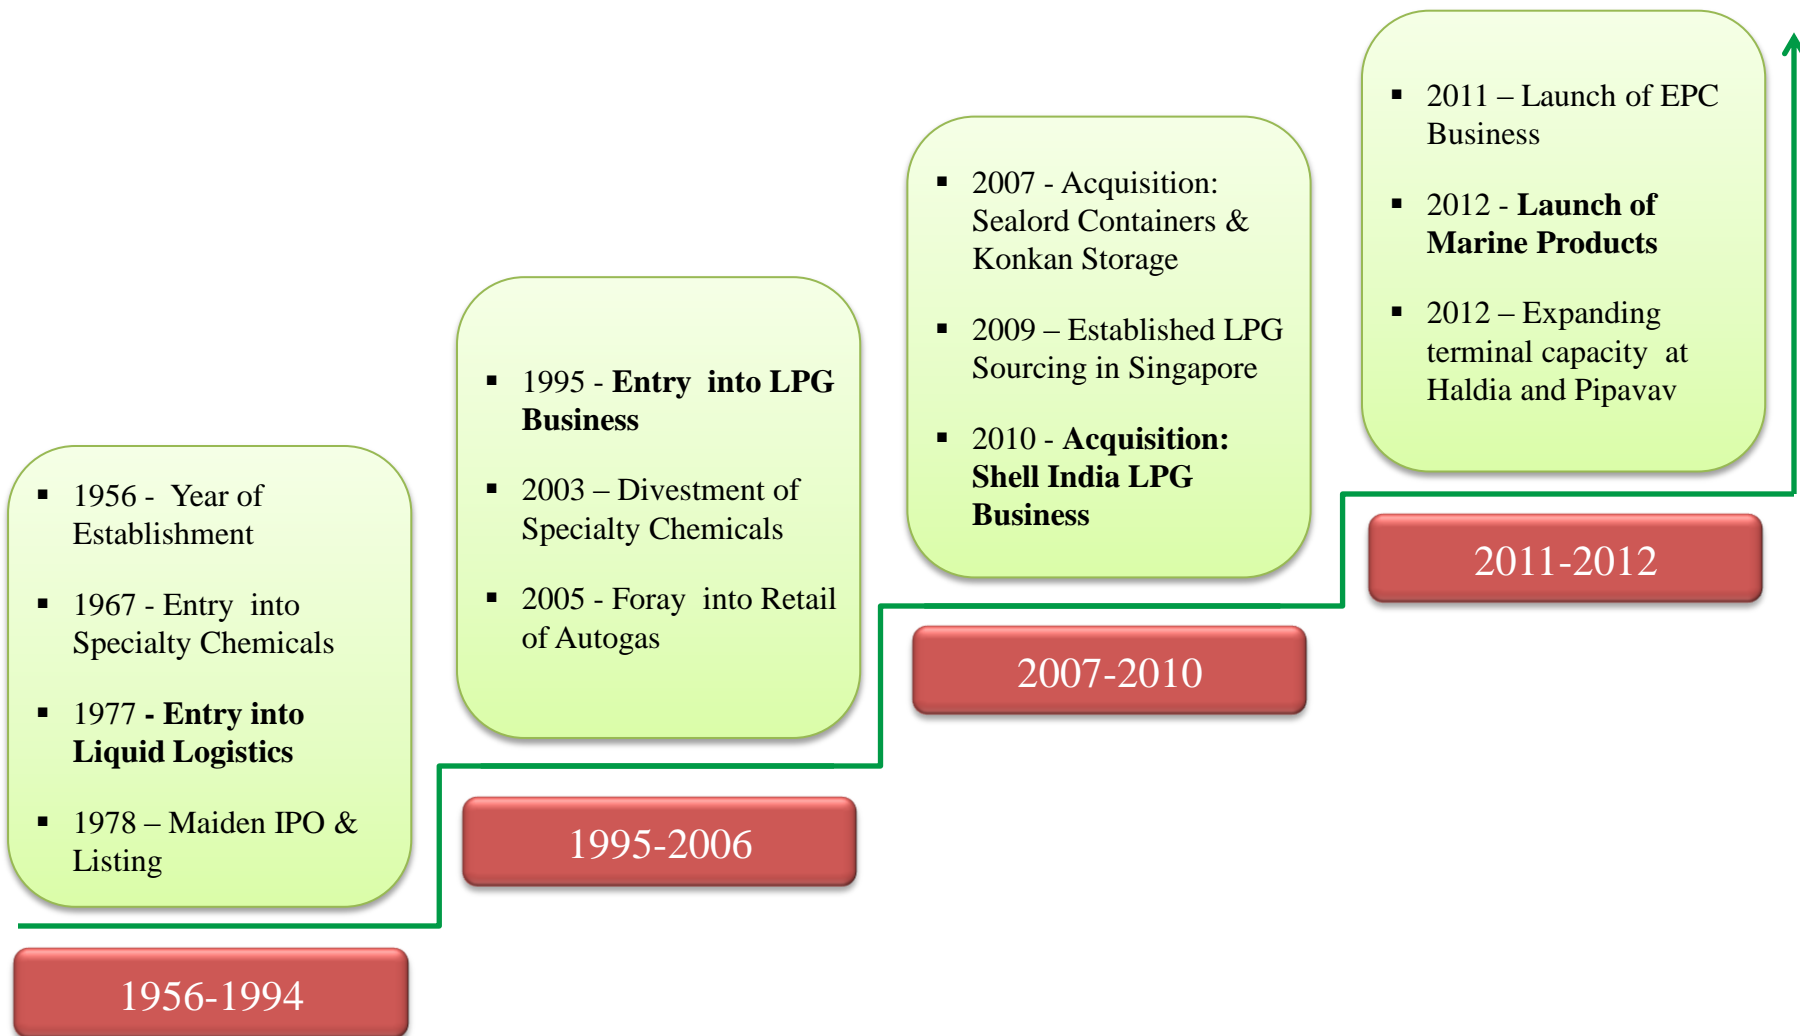 ▪ 1956 - Year of
Establishment
▪ 1967 - Entry into
Specialty Chemicals
▪ 1977 - Entry into
Liquid Logistics
▪ 1978 – Maiden IPO &
Listing
1956-1994
▪ 1995 - Entry into LPG
Business
▪ 2003 – Divestment of
Specialty Chemicals
▪ 2005 - Foray into Retail
of Autogas
1995-2006
▪ 2007 - Acquisition:
Sealord Containers &
Konkan Storage
▪ 2009 – Established LPG
Sourcing in Singapore
▪ 2010 - Acquisition:
Shell India LPG
Business
2007-2010
▪ 2011 – Launch of EPC
Business
▪ 2012 - Launch of
Marine Products
▪ 2012 – Expanding
terminal capacity at
Haldia and Pipavav
2011-2012